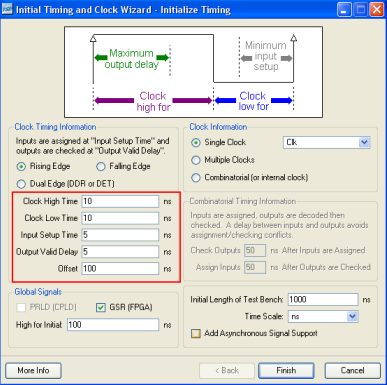 Initial Timing and Clock Wizard - Initialize Timing
Maximum output delay
Minimum input setup
Clock high for
Clock low for
Clock Timing Information
Inputs are assigned at "Input Setup Time" and
outputs are checked at "Output Valid Delay".
Rising Edge Falling Edge
Dual Edge (DDR or DET)
Clock High Time 10 ns
Clock Low Time 10 ns
Input Setup Time 5 ns
Output Valid Delay 5 ns
Offset 100 ns
Global Signals
PRLD (CPLD) GSR (FPGA)
High for Initial: 100 ns
Clock Information
Single Clock Clk
Multiple Clocks
Combinatorial (or internal clock)
Combinatorial Timing Information
Inputs are assigned, outputs are decoded then
checked. A delay between inputs and outputs avoids
assignment/checking conflicts.
Check Outputs 50 ns After Inputs are Assigned
Assign Inputs 50 ns After Outputs are Checked
Initial Length of Test Bench: 1000 ns
Time Scale: ns
Add Asynchronous Signal Support
More Info < Back Finish Cancel